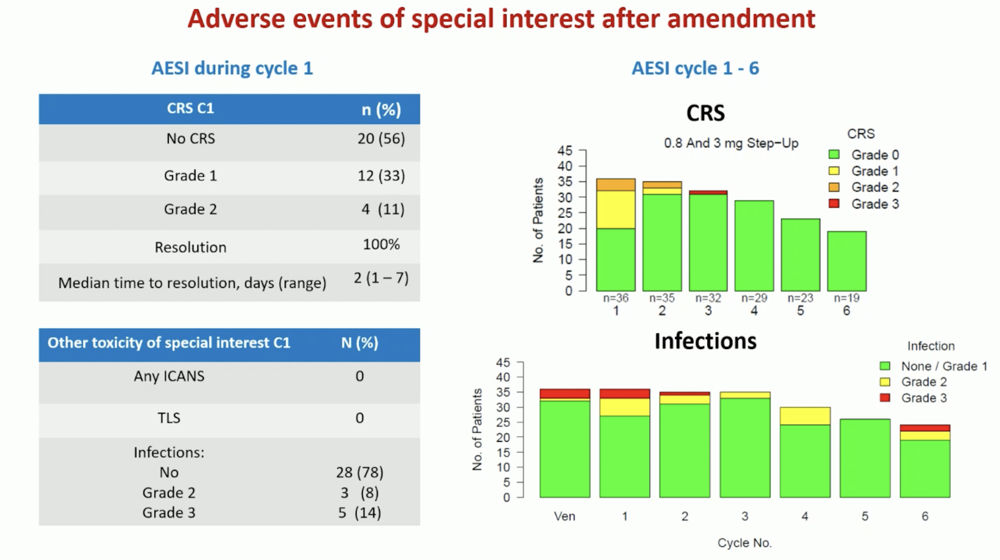 Adverse events of special interest after amendment
AESI during cycle 1
CRS C1 n (%)
No CRS 20 (56)
Grade 1 12 (33)
Grade 2 4 (11)
Resolution 100%
Median time to resolution, days (range) 2 (1 – 7)
Other toxicity of special interest C1 N (%)
Any ICANS 0
TLS 0
Infections:
No 28 (78)
Grade 2 3 (8)
Grade 3 5 (14)
AESI cycle 1 - 6
CRS
0.8 And 3 mg Step−Up
CRS
Grade 0
Grade 1
Grade 2
Grade 3
No. of Patients
45
40
35
30
25
20
15
10
5
0
n=36 n=35 n=32 n=29 n=23 n=19
1 2 3 4 5 6
Infections
Infection
None / Grade 1
Grade 2
Grade 3
No. of Patients
45
40
35
30
25
20
15
10
5
0
Ven 1 2 3 4 5 6
Cycle No.